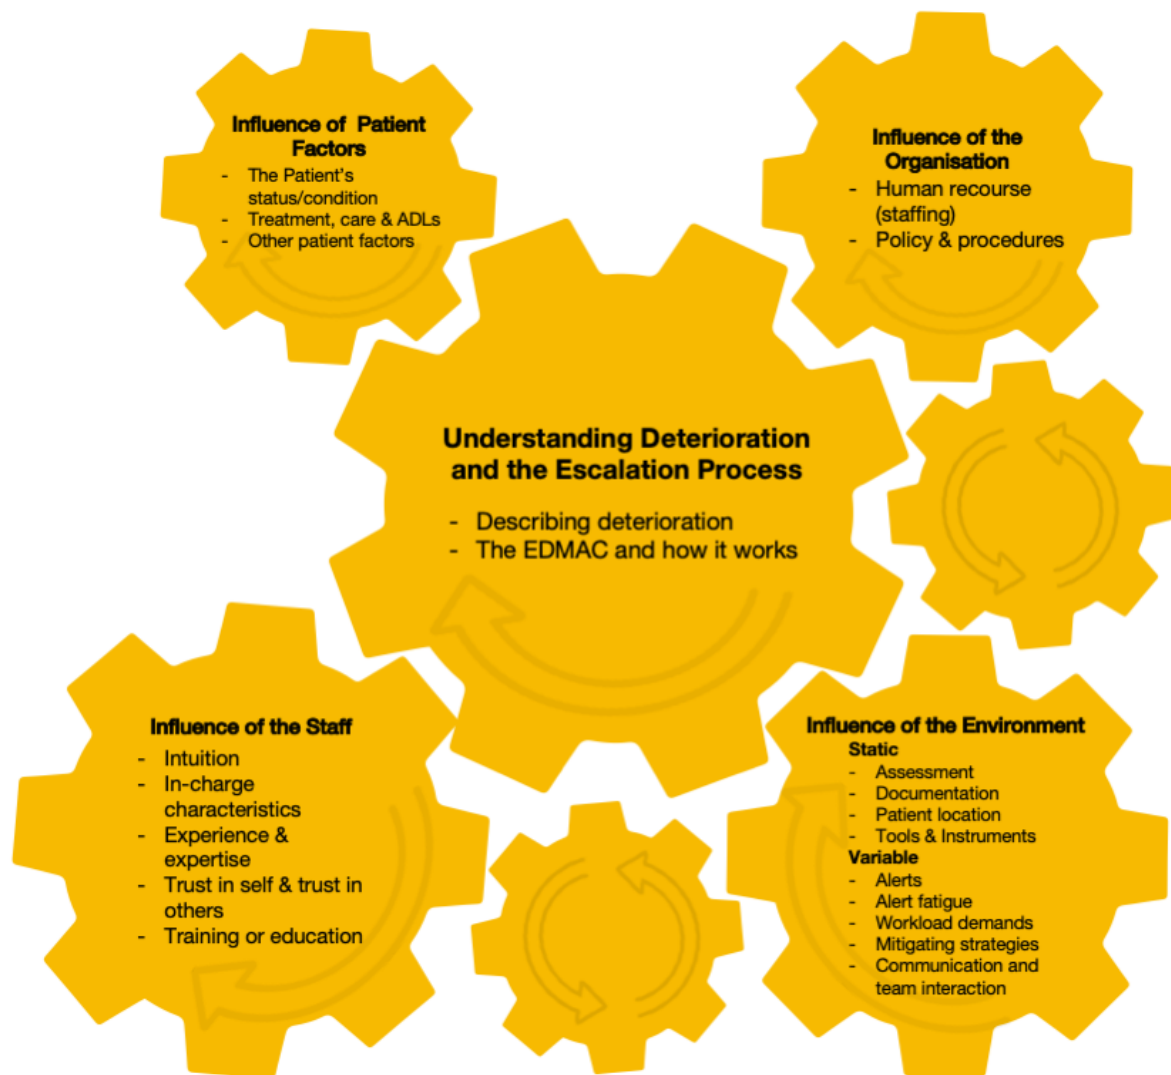 Influence of Patient
Factors
- The Patient's
status/condition
- Treatment, care & ADLs
- Other patient factors
Influence of the
Organisation
- Human recourse
(staffing)
- Policy & procedures
Understanding Deterioration
and the Escalation Process
- Describing deterioration
- The EDMAC and how it works
Influence of the Staff
- Intuition
- In-charge
characteristics
- Experience &
expertise
- Trust in self & trust in
others
- Training or education
Influence of the Environment
Static
- Assessment
- Documentation
- Patient location
- Tools & Instruments
Variable
- Alerts
- Alert fatigue
- Workload demands
- Mitigating strategies
- Communication and
team interaction